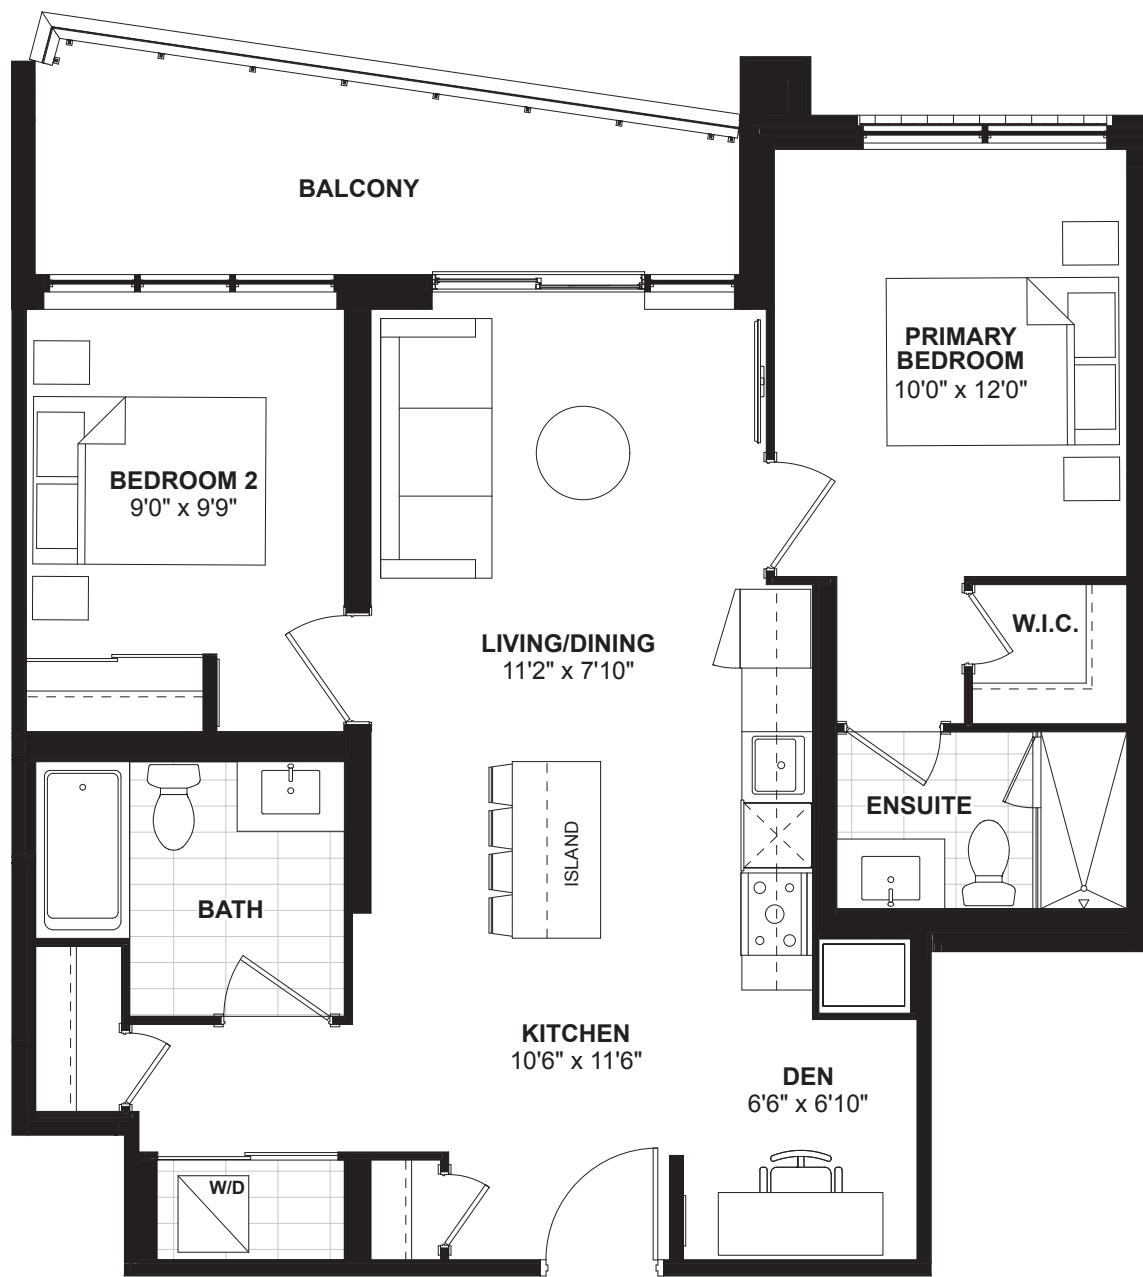 BALCONY
PRIMARY
BEDROOM
10'0" x 12'0"
BEDROOM 2
9'0" x 9'9"
LIVING/DINING
11'2" x 7'10"
W.I.C.
ENSUITE
ISLAND
BATH
KITCHEN
10'6" x 11'6"
DEN
6'6" x 6'10"
W/D